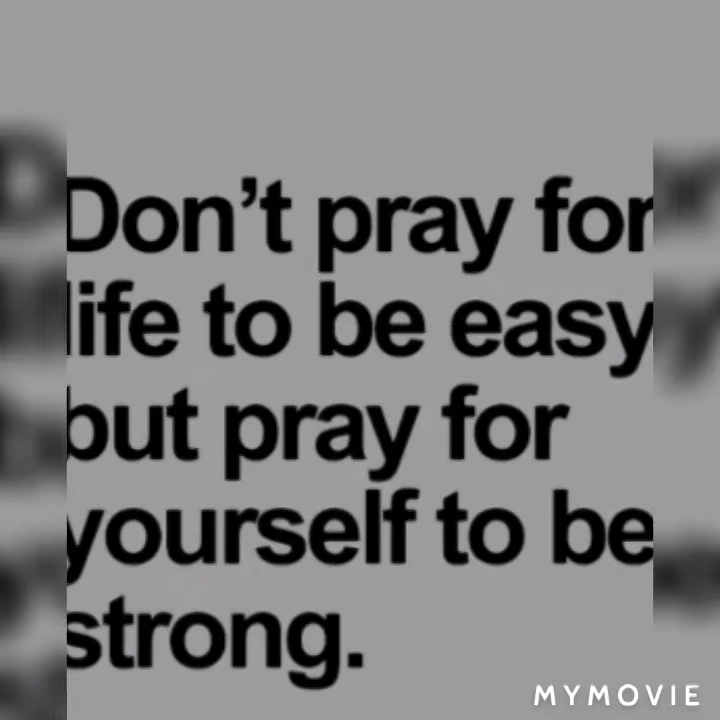 Don't pray for
life to be easy
but pray for
yourself to be
strong.
MYMOVIE